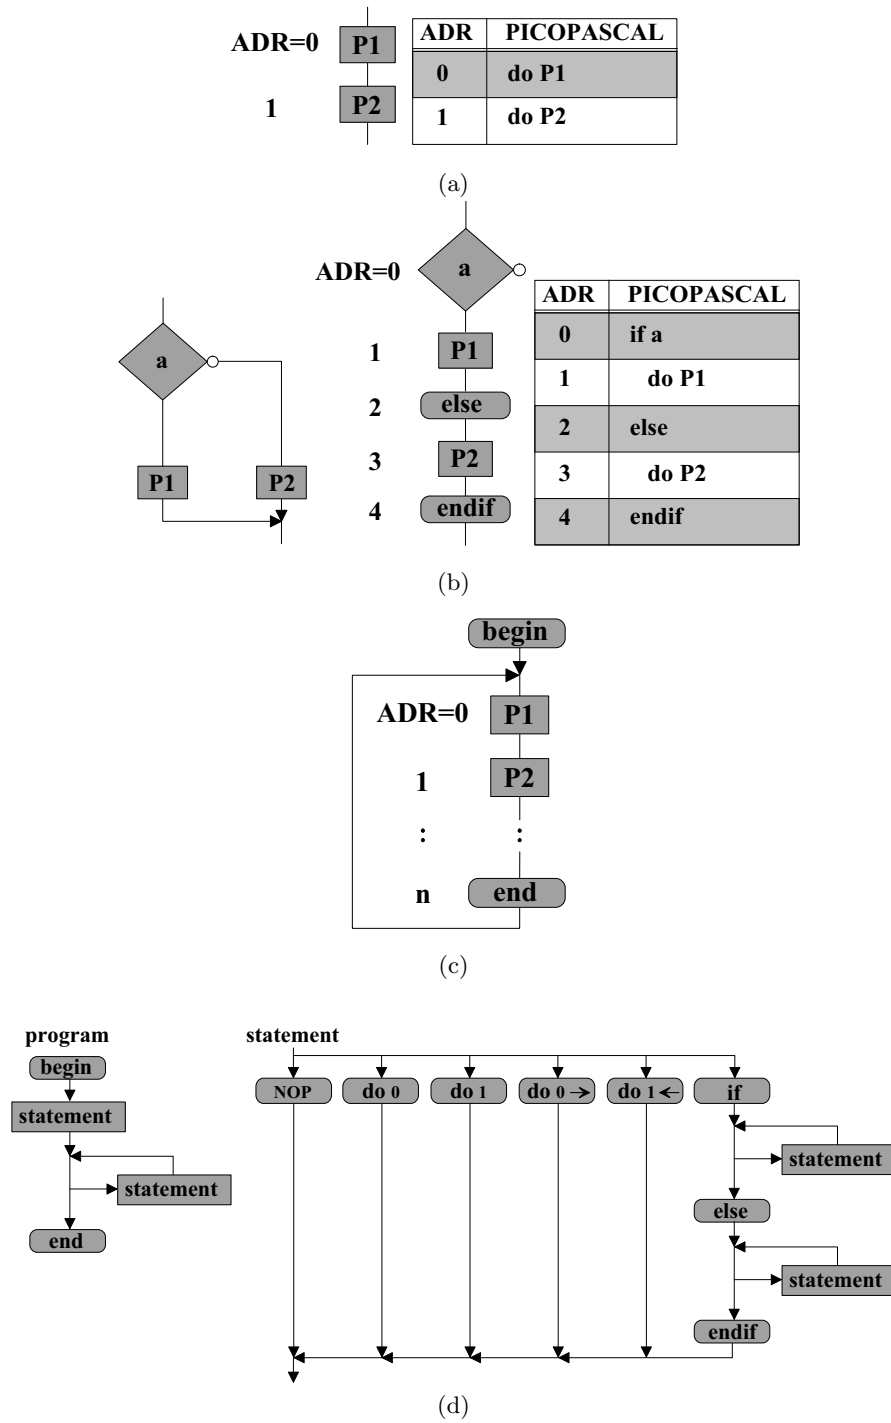 ADR=0 P1
1 P2
ADR PICOPASCAL
0 do P1
1 do P2
(a)
a
P1 P2
ADR=0 a
1 P1
2 else
3 P2
4 endif
ADR PICOPASCAL
0 if a
1 do P1
2 else
3 do P2
4 endif
(b)
begin
ADR=0 P1
1 P2
: :
n end
(c)
program
begin
statement
statement
end
statement
NOP do 0 do 1 do 0 → do 1 ← if
statement
else
statement
endif
(d)